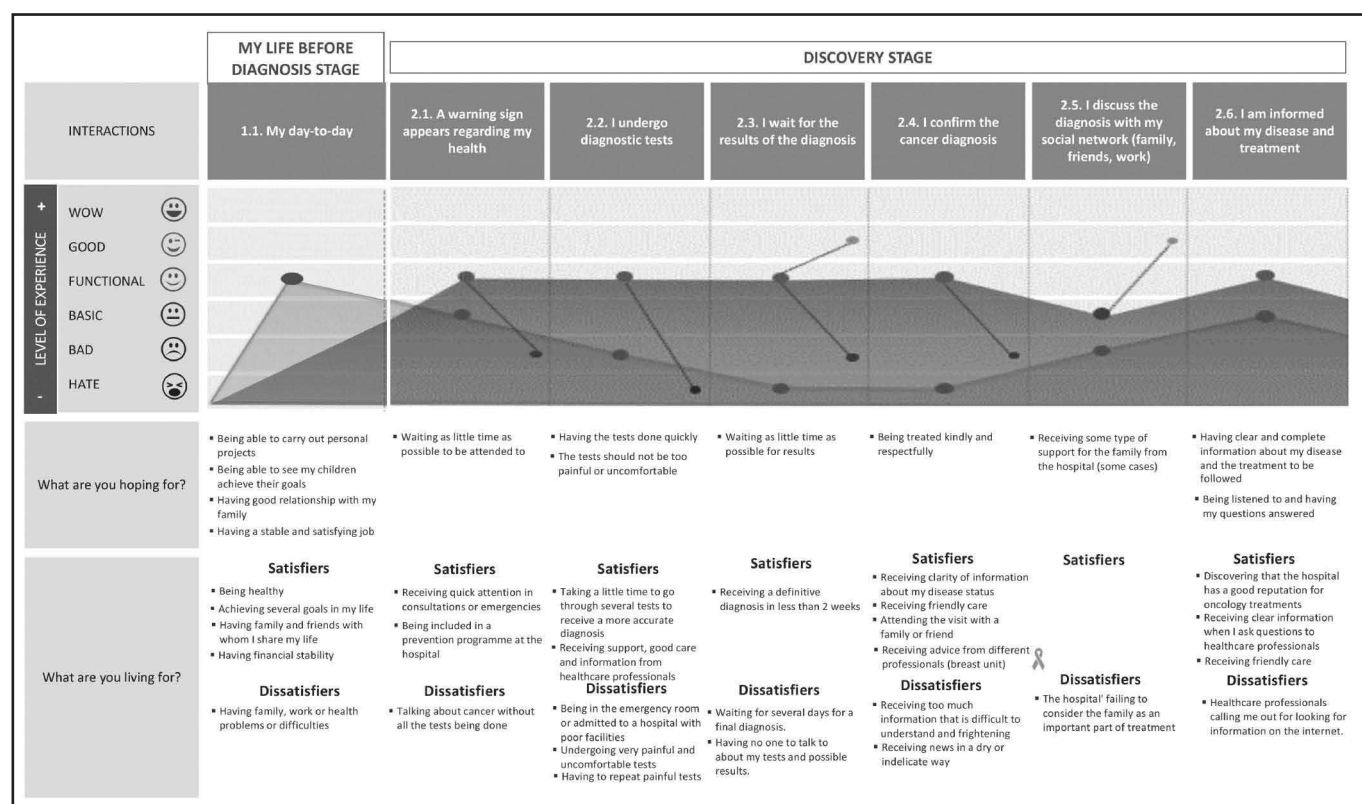 MY LIFE BEFORE
DIAGNOSIS STAGE
DISCOVERY STAGE
INTERACTIONS
1.1. My day-to-day
2.1. A warning sign
appears regarding my
health
2.2. I undergo
diagnostic tests
2.3. I wait for the
results of the diagnosis
2.4. I confirm the
cancer diagnosis
2.5. I discuss the
diagnosis with my
social network (family,
friends, work)
2.6. I am informed
about my disease and
treatment
+
LEVEL OF EXPERIENCE
-
WOW
GOOD
FUNCTIONAL
BASIC
BAD
HATE
What are you hoping for?
▪ Being able to carry out personal
projects
▪ Being able to see my children
achieve their goals
▪ Having good relationship with my
family
▪ Having a stable and satisfying job
▪ Waiting as little time as
possible to be attended to
▪ Having the tests done quickly
▪ The tests should not be too
painful or uncomfortable
▪ Waiting as little time as
possible for results
▪ Being treated kindly and
respectfully
▪ Receiving some type of
support for the family from
the hospital (some cases)
▪ Having clear and complete
information about my disease
and the treatment to be
followed
▪ Being listened to and having
my questions answered
What are you living for?
Satisfiers
▪ Being healthy
▪ Achieving several goals in my life
▪ Having family and friends with
whom I share my life
▪ Having financial stability
Dissatisfiers
▪ Having family, work or health
problems or difficulties
Satisfiers
▪ Receiving quick attention in
consultations or emergencies
▪ Being included in a
prevention programme at the
hospital
Dissatisfiers
▪ Talking about cancer without
all the tests being done
Satisfiers
▪ Taking a little time to go
through several tests to
receive a more accurate
diagnosis
▪ Receiving support, good care
and information from
healthcare professionals
Dissatisfiers
▪ Being in the emergency room
or admitted to a hospital with
poor facilities
▪ Undergoing very painful and
uncomfortable tests
▪ Having to repeat painful tests
Satisfiers
▪ Receiving a definitive
diagnosis in less than 2 weeks
Dissatisfiers
▪ Waiting for several days for a
final diagnosis.
▪ Having no one to talk to
about my tests and possible
results.
Satisfiers
▪ Receiving clarity of information
about my disease status
▪ Receiving friendly care
▪ Attending the visit with a
family or friend
▪ Receiving advice from different
professionals (breast unit)
Dissatisfiers
▪ Receiving too much
information that is difficult to
understand and frightening
▪ Receiving news in a dry or
indelicate way
Satisfiers
Dissatisfiers
▪ The hospital' failing to
consider the family as an
important part of treatment
Satisfiers
▪ Discovering that the hospital
has a good reputation for
oncology treatments
▪ Receiving clear information
when I ask questions to
healthcare professionals
▪ Receiving friendly care
Dissatisfiers
▪ Healthcare professionals
calling me out for looking for
information on the internet.